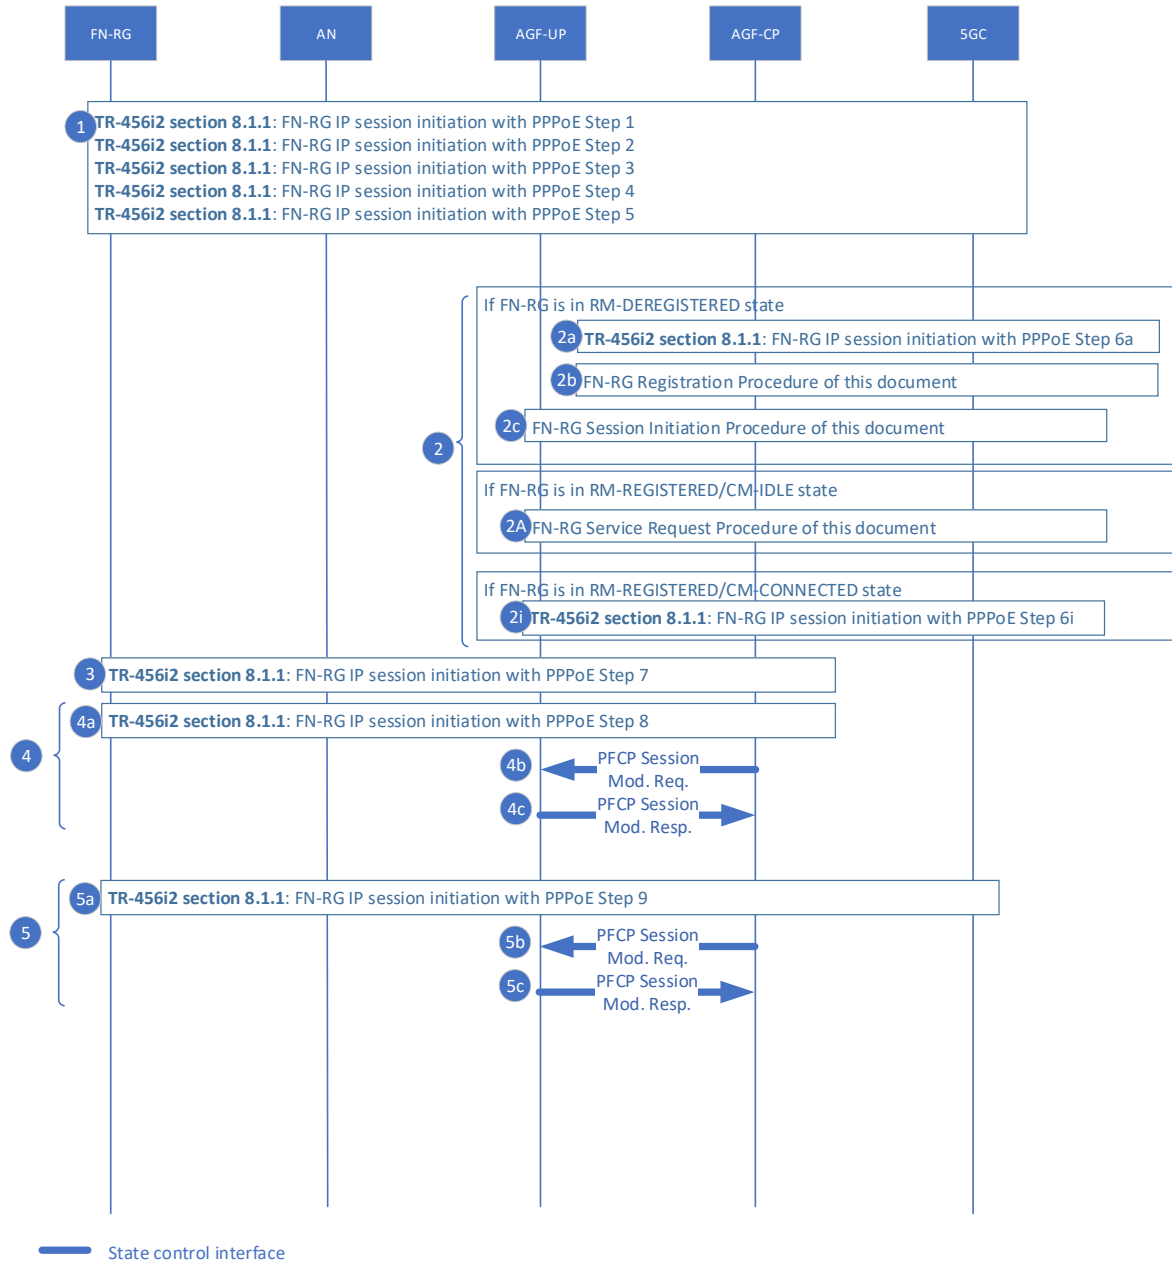 FN-RG
AN
AGF-UP
AGF-CP
5GC
1
TR-456i2 section 8.1.1: FN-RG IP session initiation with PPPoE Step 1
TR-456i2 section 8.1.1: FN-RG IP session initiation with PPPoE Step 2
TR-456i2 section 8.1.1: FN-RG IP session initiation with PPPoE Step 3
TR-456i2 section 8.1.1: FN-RG IP session initiation with PPPoE Step 4
TR-456i2 section 8.1.1: FN-RG IP session initiation with PPPoE Step 5
2
If FN-RG is in RM-DEREGISTERED state
2a
TR-456i2 section 8.1.1: FN-RG IP session initiation with PPPoE Step 6a
2b
FN-RG Registration Procedure of this document
2c
FN-RG Session Initiation Procedure of this document
If FN-RG is in RM-REGISTERED/CM-IDLE state
2A
FN-RG Service Request Procedure of this document
If FN-RG is in RM-REGISTERED/CM-CONNECTED state
2i
TR-456i2 section 8.1.1: FN-RG IP session initiation with PPPoE Step 6i
3
TR-456i2 section 8.1.1: FN-RG IP session initiation with PPPoE Step 7
4
4a
TR-456i2 section 8.1.1: FN-RG IP session initiation with PPPoE Step 8
4b
PFCP Session
Mod. Req.
4c
PFCP Session
Mod. Resp.
5
5a
TR-456i2 section 8.1.1: FN-RG IP session initiation with PPPoE Step 9
5b
PFCP Session
Mod. Req.
5c
PFCP Session
Mod. Resp.
State control interface